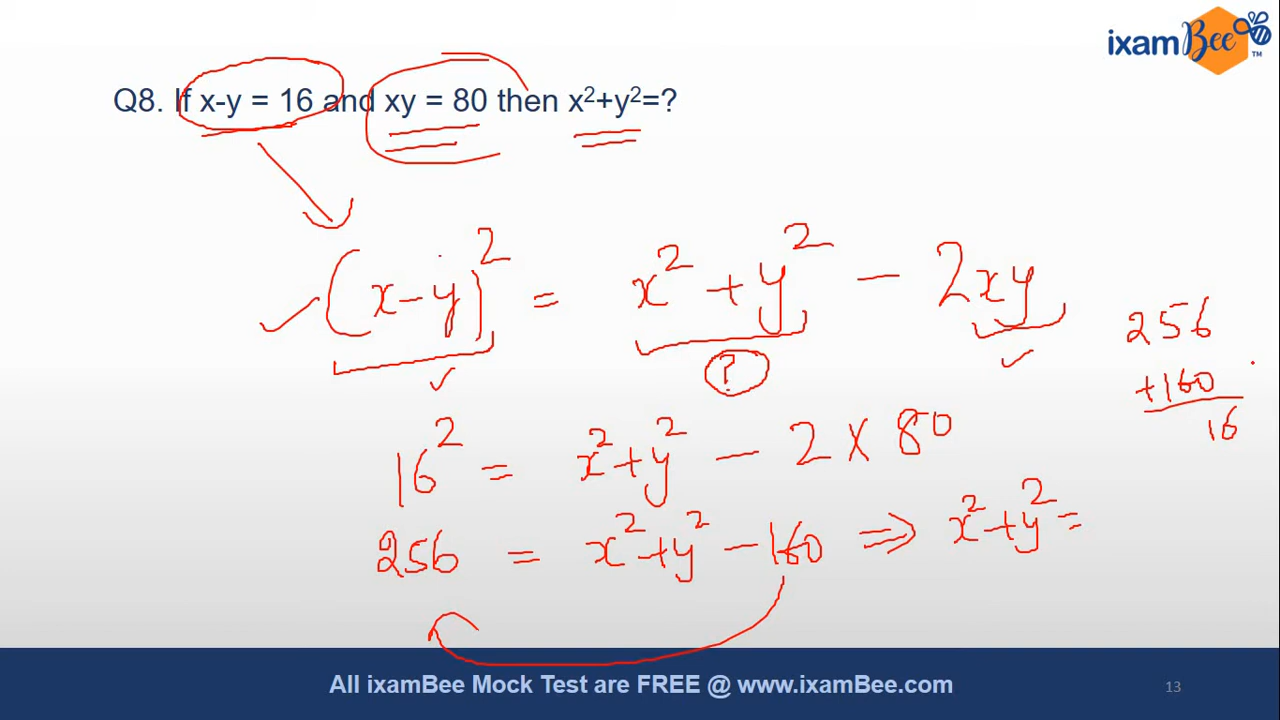 ixamBee™
Q8. If x-y = 16 and xy = 80 then x²+y²=?
(x-y)² = x²+y² - 2xy
?
256
+160
16
16² = x²+y² - 2 × 80
256 = x²+y² - 160 ⇒ x²+y² =
All ixamBee Mock Test are FREE @ www.ixamBee.com
13